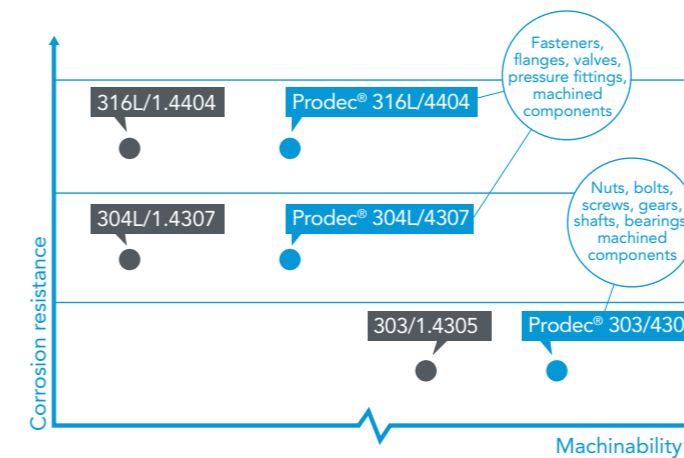 Fasteners,
flanges, valves,
pressure fittings,
machined
components
316L/1.4404
Prodec® 316L/4404
Nuts, bolts,
screws, gears,
shafts, bearings
machined
components
304L/1.4307
Prodec® 304L/4307
303/1.4305
Prodec® 303/430
Corrosion resistance
Machinability